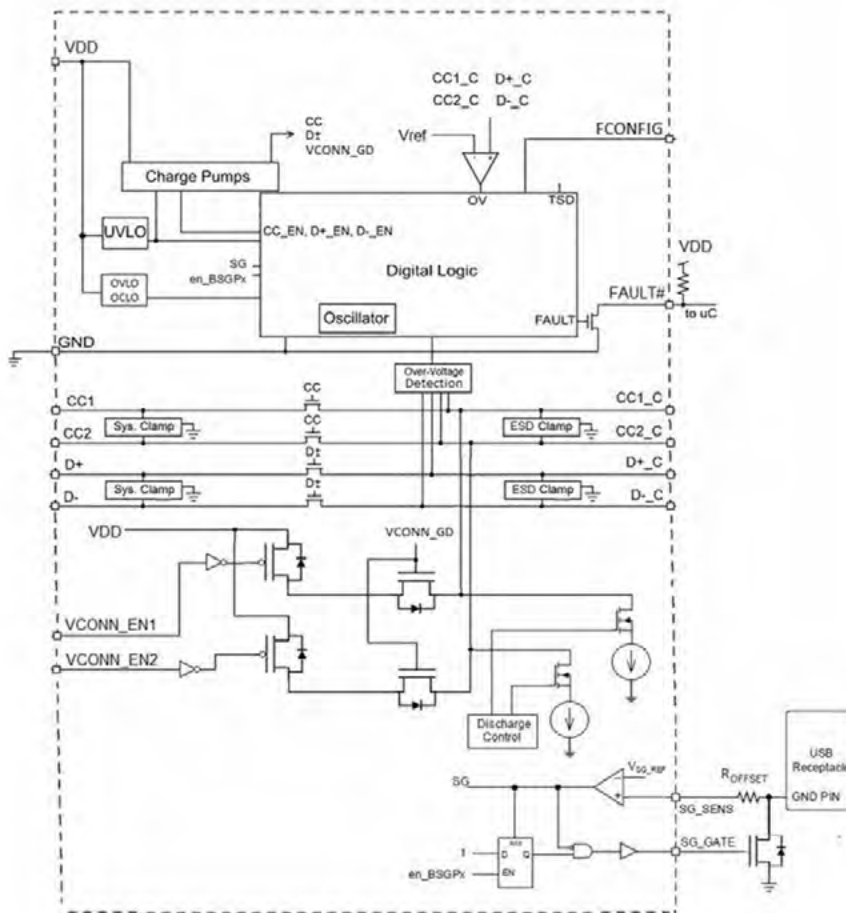 VDD
CC1_C D+_C
CC2_C D-_C
CC
D±
VCONN_GD
Vref
FCONFIG
Charge Pumps
OV
TSD
UVLO
CC_EN, D+_EN, D-_EN
VDD
SG
en_BSGPx
Digital Logic
OVLO
OCLO
FAULT#
Oscillator
FAULT
to uC
GND
Over-Voltage
Detection
CC1
CC
CC1_C
Sys. Clamp
ESD Clamp
CC2
CC
CC2_C
D+
D±
D+_C
Sys. Clamp
ESD Clamp
D-
D±
D-_C
VDD
VCONN_GD
VCONN_EN1
VCONN_EN2
Discharge
Control
USB
Receptacle
VSG_REF
ROFFSET
SG
GND PIN
SG_SENS
SG_GATE
D
EN
en_BSGPx